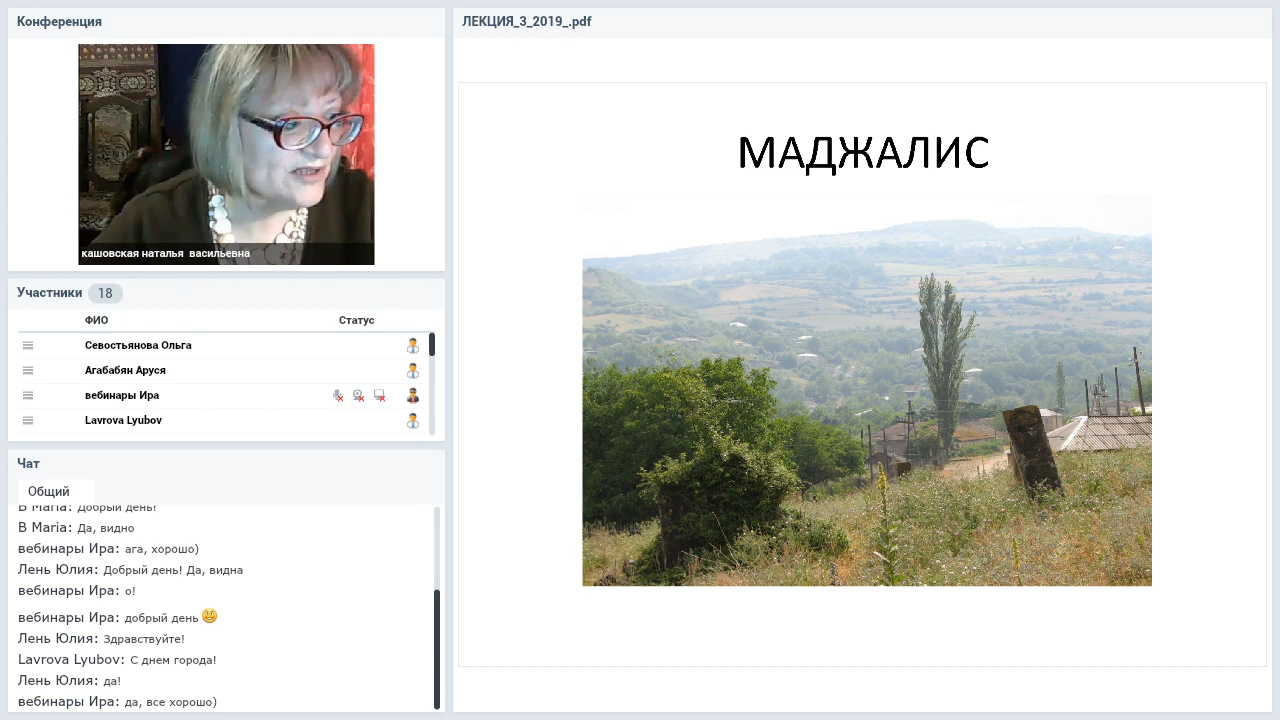 Конференция
кашовская наталья васильевна
Участники 18
ФИО Статус
Севостьянова Ольга
Агабабян Аруся
вебинары Ира
Lavrova Lyubov
Чат
Общий
B Maria: Добрый день!
B Maria: Да, видно
вебинары Ира: ага, хорошо)
Лень Юлия: Добрый день! Да, видна
вебинары Ира: о!
вебинары Ира: добрый день
Лень Юлия: Здравствуйте!
Lavrova Lyubov: С днем города!
Лень Юлия: да!
вебинары Ира: да, все хорошо)
ЛЕКЦИЯ_3_2019_.pdf
МАДЖАЛИС